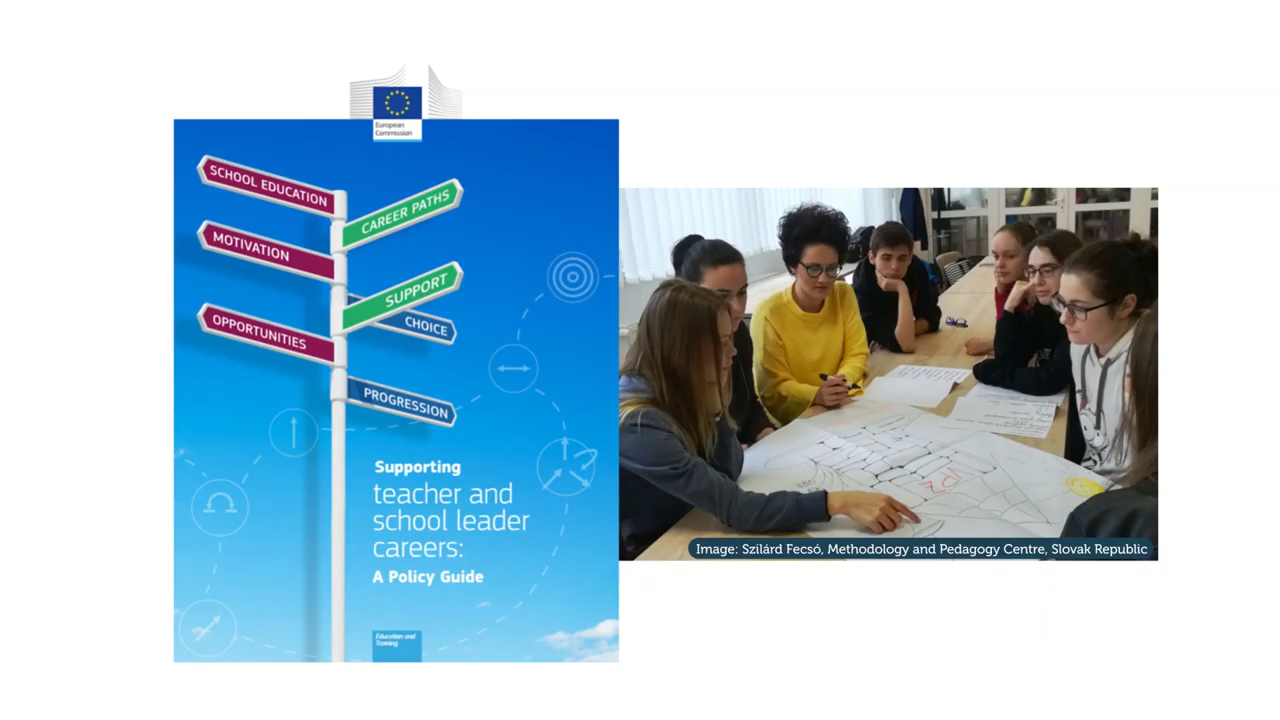 European
Commission
SCHOOL EDUCATION
CAREER PATHS
MOTIVATION
SUPPORT
CHOICE
OPPORTUNITIES
PROGRESSION
Supporting
teacher and
school leader
careers:
A Policy Guide
Education and
Training
VPZ
Image: Szilárd Fecsó, Methodology and Pedagogy Centre, Slovak Republic